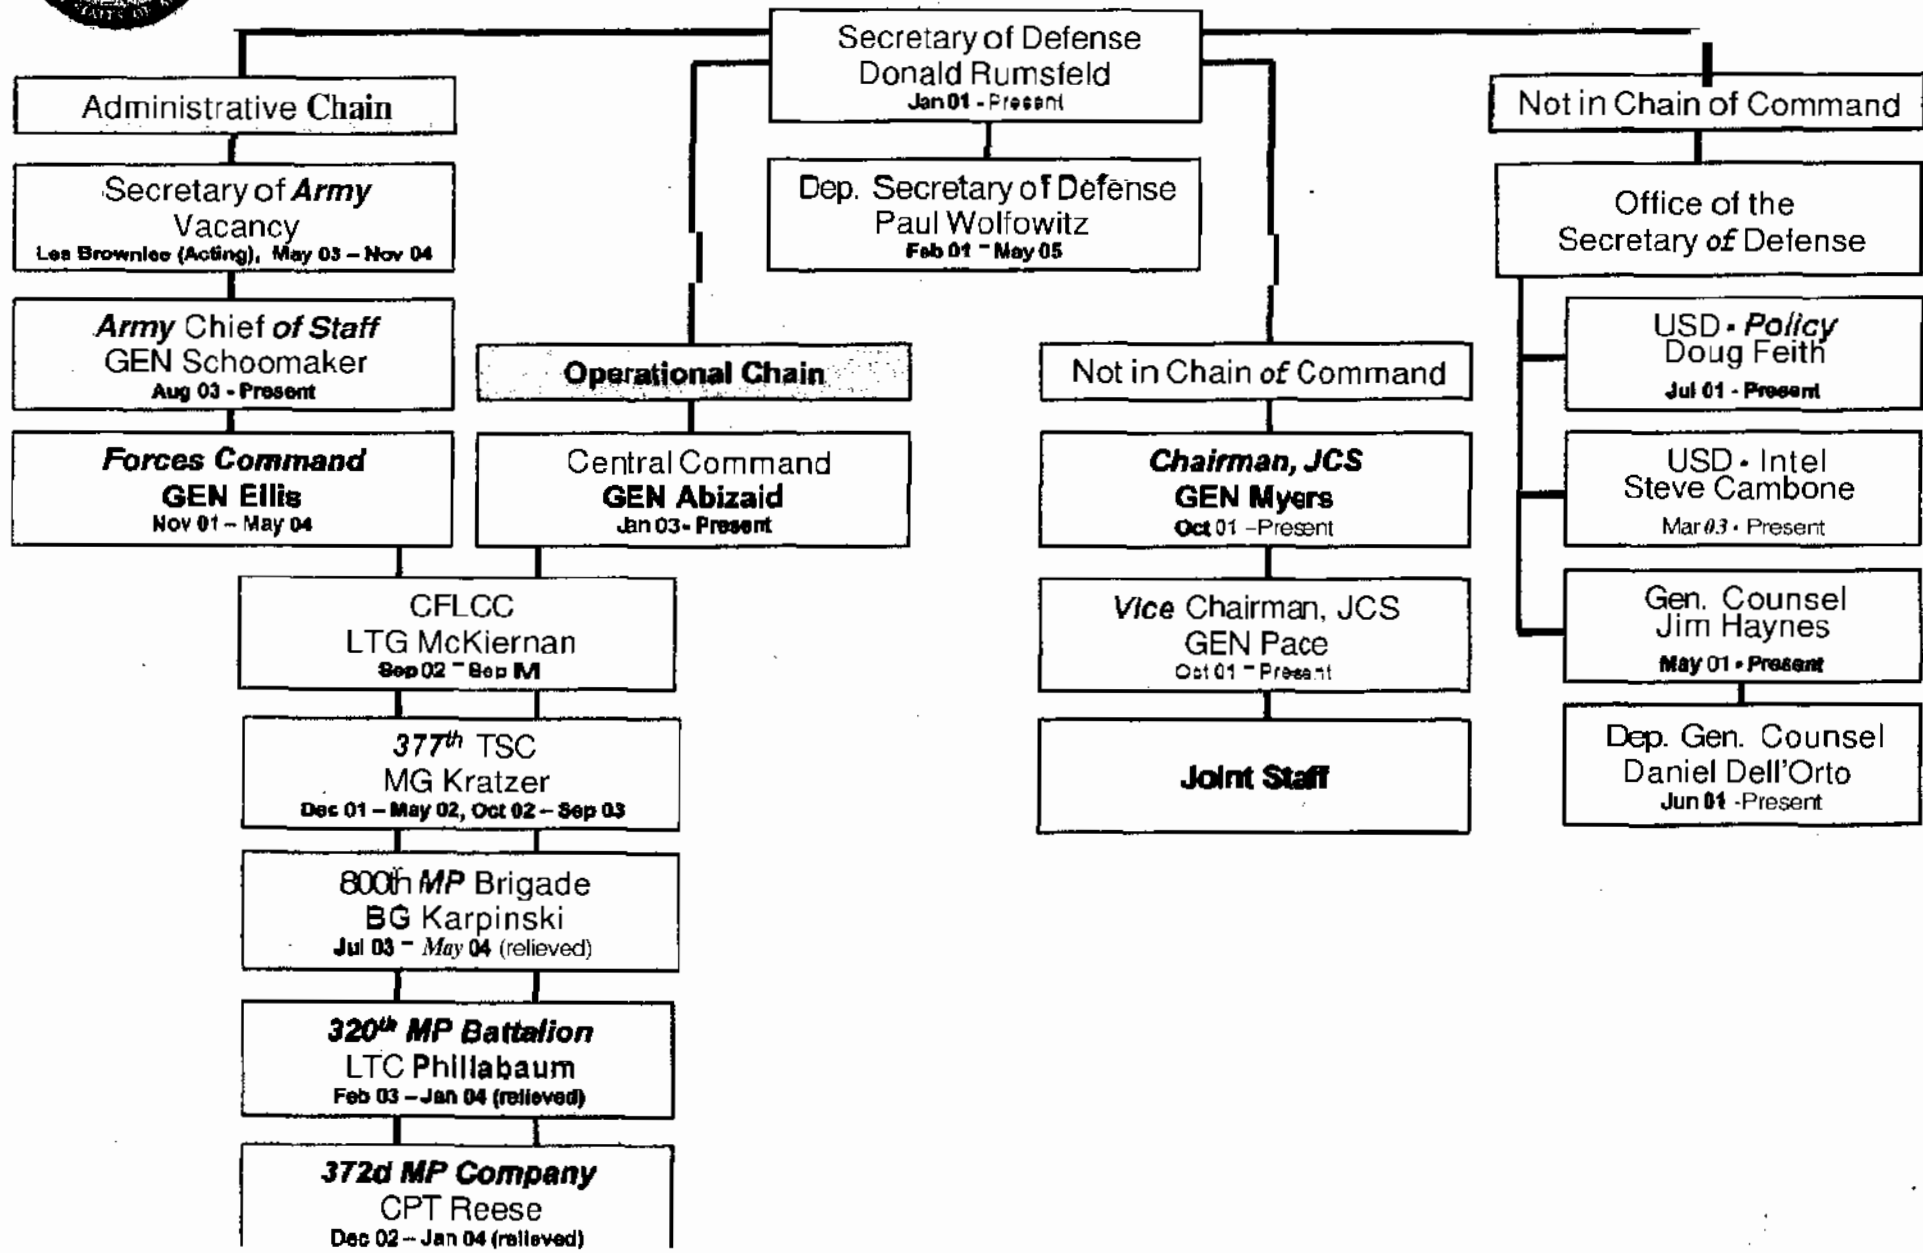 STATES OF
Secretary of Defense
Donald Rumsfeld
Jan 01 - Present
Administrative Chain
Secretary of Army
Vacancy
Les Brownlee (Acting), May 03 – Nov 04
Army Chief of Staff
GEN Schoomaker
Aug 03 - Present
Forces Command
GEN Ellis
Nov 01 – May 04
Dep. Secretary of Defense
Paul Wolfowitz
Feb 01 – May 05
Operational Chain
Central Command
GEN Abizaid
Jan 03 - Present
CFLCC
LTG McKiernan
Sep 02 – Sep M
377th TSC
MG Kratzer
Dec 01 – May 02, Oct 02 – Sep 03
800th MP Brigade
BG Karpinski
Jul 03 – May 04 (relieved)
320th MP Battalion
LTC Phillabaum
Feb 03 – Jan 04 (relieved)
372d MP Company
CPT Reese
Dec 02 – Jan 04 (relieved)
Not in Chain of Command
Chairman, JCS
GEN Myers
Oct 01 – Present
Vice Chairman, JCS
GEN Pace
Oct 01 – Present
Joint Staff
Not in Chain of Command
Office of the
Secretary of Defense
USD - Policy
Doug Feith
Jul 01 - Present
USD - Intel
Steve Cambone
Mar 03 - Present
Gen. Counsel
Jim Haynes
May 01 - Present
Dep. Gen. Counsel
Daniel Dell'Orto
Jun 01 - Present